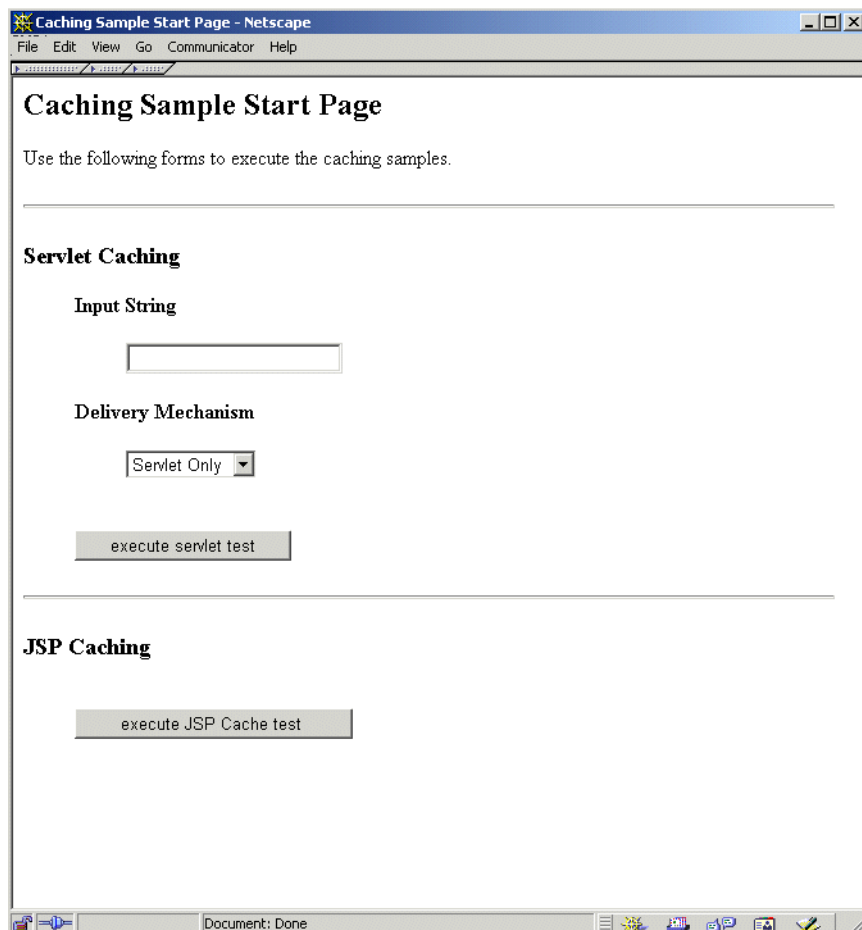 Caching Sample Start Page - Netscape
File Edit View Go Communicator Help
Caching Sample Start Page
Use the following forms to execute the caching samples.
Servlet Caching
Input String
Delivery Mechanism
Servlet Only
execute servlet test
JSP Caching
execute JSP Cache test
Document: Done